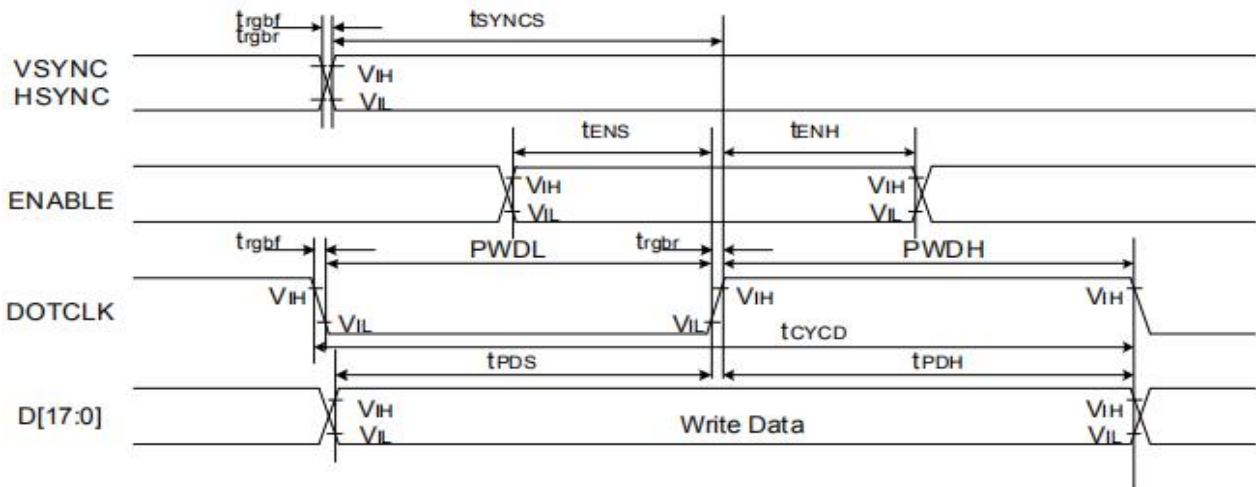 trgbf
trgbr
tSYNCS
VSYNC
HSYNC
VIH
VIL
tENS
tENH
ENABLE
VIH
VIL
VIH
VIL
trgbf
PWDL
trgbr
PWDH
DOTCLK
VIH
VIL
VIL
VIH
VIH
tCYCD
tPDS
tPDH
D[17:0]
VIH
VIL
Write Data
VIH
VIL